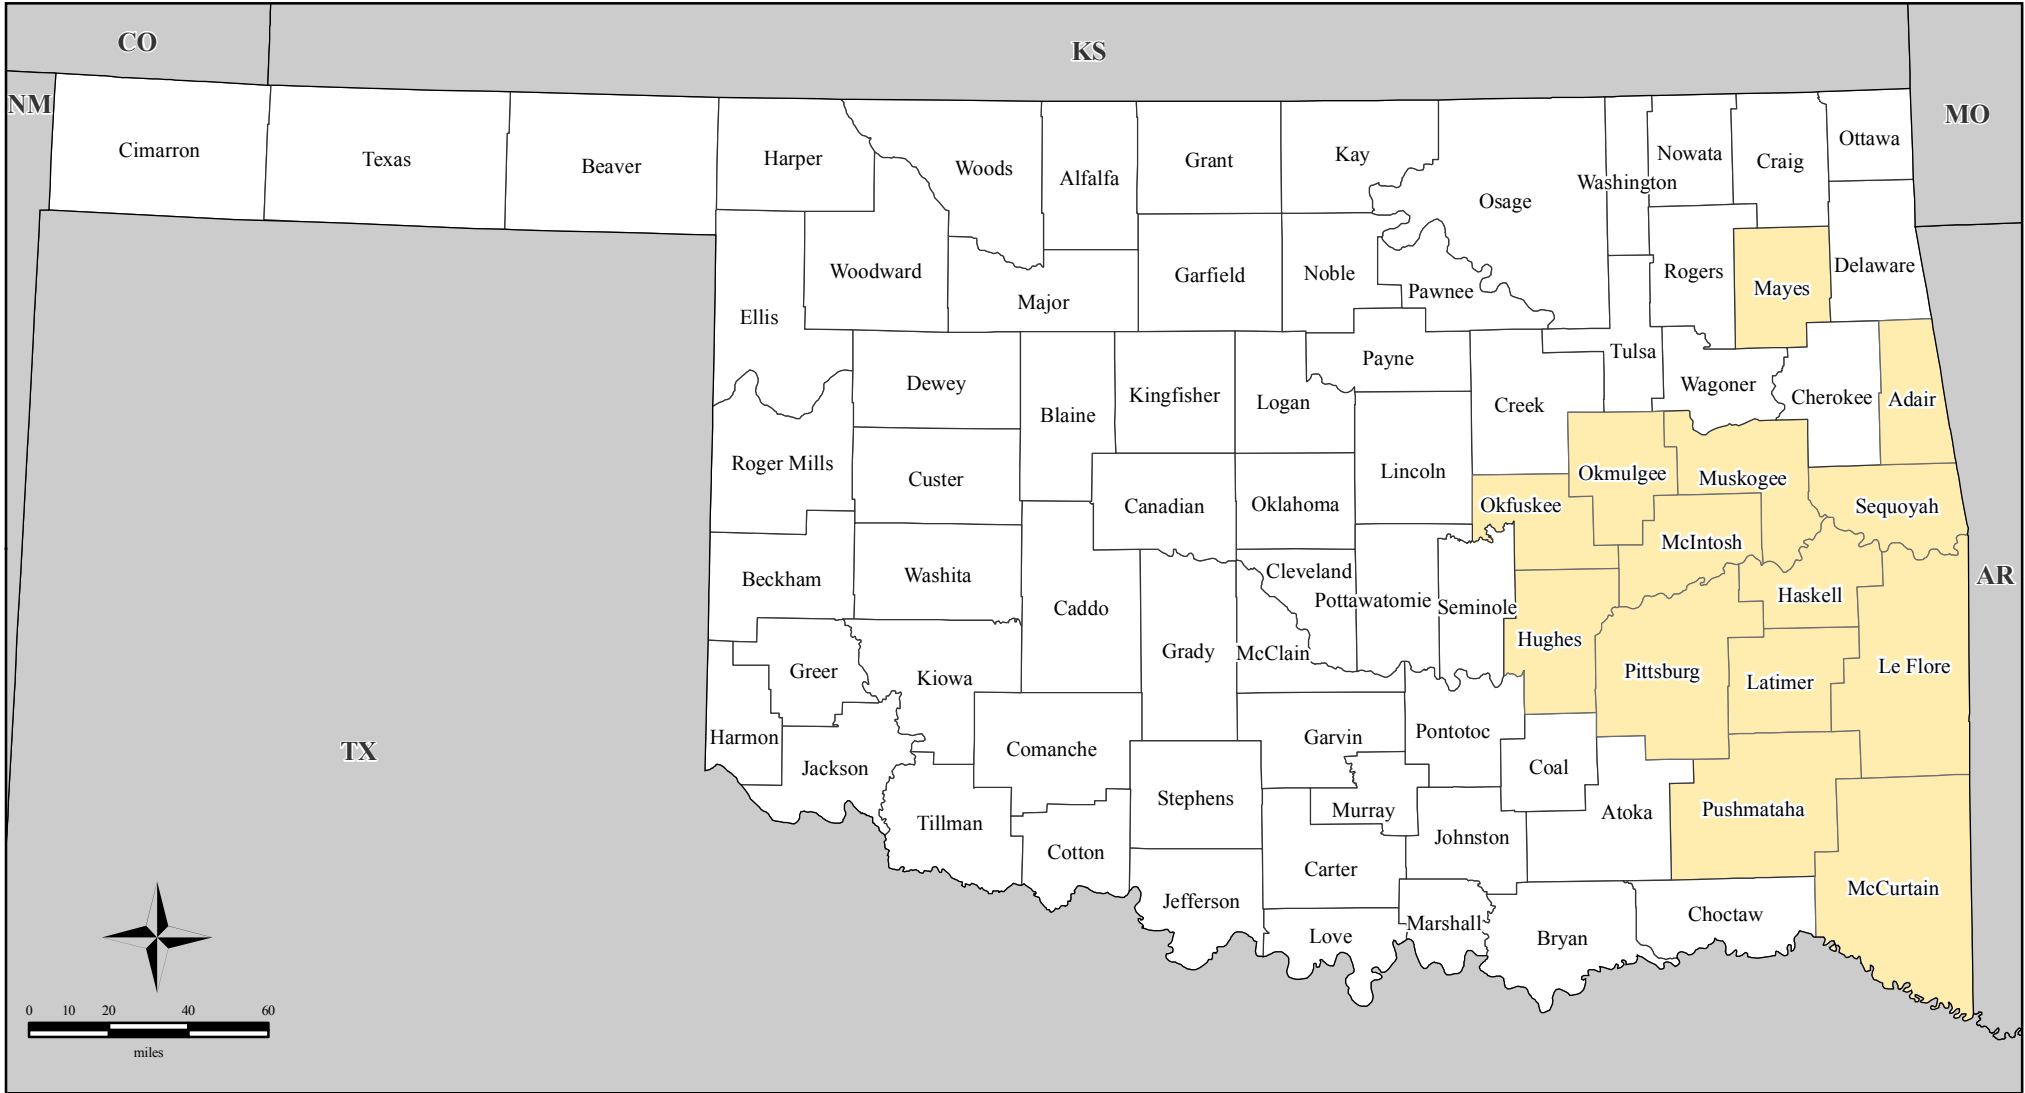 CO
KS
NM
MO
Cimarron
Texas
Beaver
Harper
Woods
Alfalfa
Grant
Kay
Osage
Washington
Nowata
Craig
Ottawa
Woodward
Ellis
Major
Garfield
Noble
Pawnee
Rogers
Mayes
Delaware
Dewey
Blaine
Kingfisher
Logan
Payne
Creek
Tulsa
Wagoner
Cherokee
Adair
Roger Mills
Custer
Canadian
Oklahoma
Lincoln
Okfuskee
Okmulgee
Muskogee
Sequoyah
Beckham
Washita
Caddo
Grady
Cleveland
McClain
Pottawatomie
Seminole
Hughes
McIntosh
Haskell
AR
Greer
Kiowa
Pittsburg
Latimer
Le Flore
Harmon
Jackson
Comanche
Garvin
Pontotoc
Coal
TX
Tillman
Cotton
Stephens
Murray
Johnston
Atoka
Pushmataha
McCurtain
Jefferson
Carter
Love
Marshall
Bryan
Choctaw
0 10 20 40 60
miles